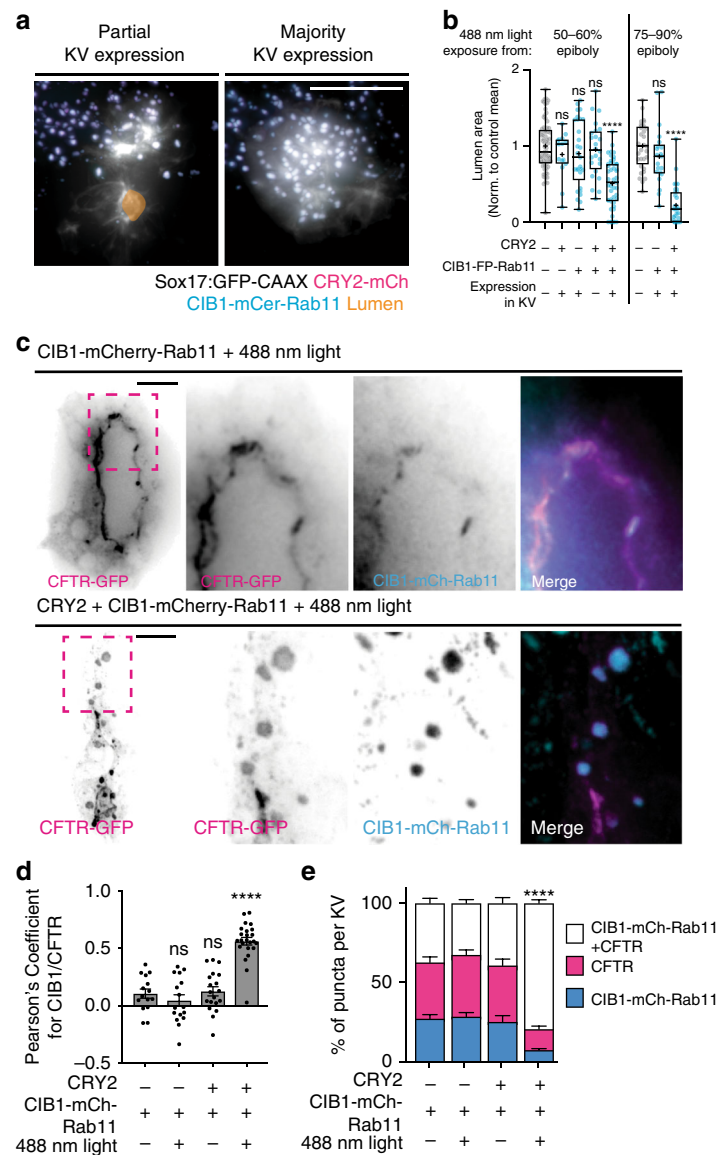 a
Partial
KV expression
Majority
KV expression
Sox17:GFP-CAAX CRY2-mCh
CIB1-mCer-Rab11 Lumen
b
488 nm light
exposure from:
50–60%
epiboly
75–90%
epiboly
Lumen area
(Norm. to control mean)
2
1
0
ns
ns
ns
****
ns
****
CRY2 – + – + + – – +
CIB1-FP-Rab11 – – + + + – + +
Expression
in KV – + + – + – + +
c
CIB1-mCherry-Rab11 + 488 nm light
CFTR-GFP
CFTR-GFP
CIB1-mCh-Rab11
Merge
CRY2 + CIB1-mCherry-Rab11 + 488 nm light
CFTR-GFP
CFTR-GFP
CIB1-mCh-Rab11
Merge
d
Pearson's Coefficient
for CIB1/CFTR
1.0
0.5
0.0
–0.5
ns
ns
****
CRY2 – – + +
CIB1-mCh-
Rab11 + + + +
488 nm light – + – +
e
% of puncta per KV
100
50
0
****
CIB1-mCh-Rab11
+CFTR
CFTR
CIB1-mCh-Rab11
CRY2 – – + +
CIB1-mCh-
Rab11 + + + +
488 nm light – + – +